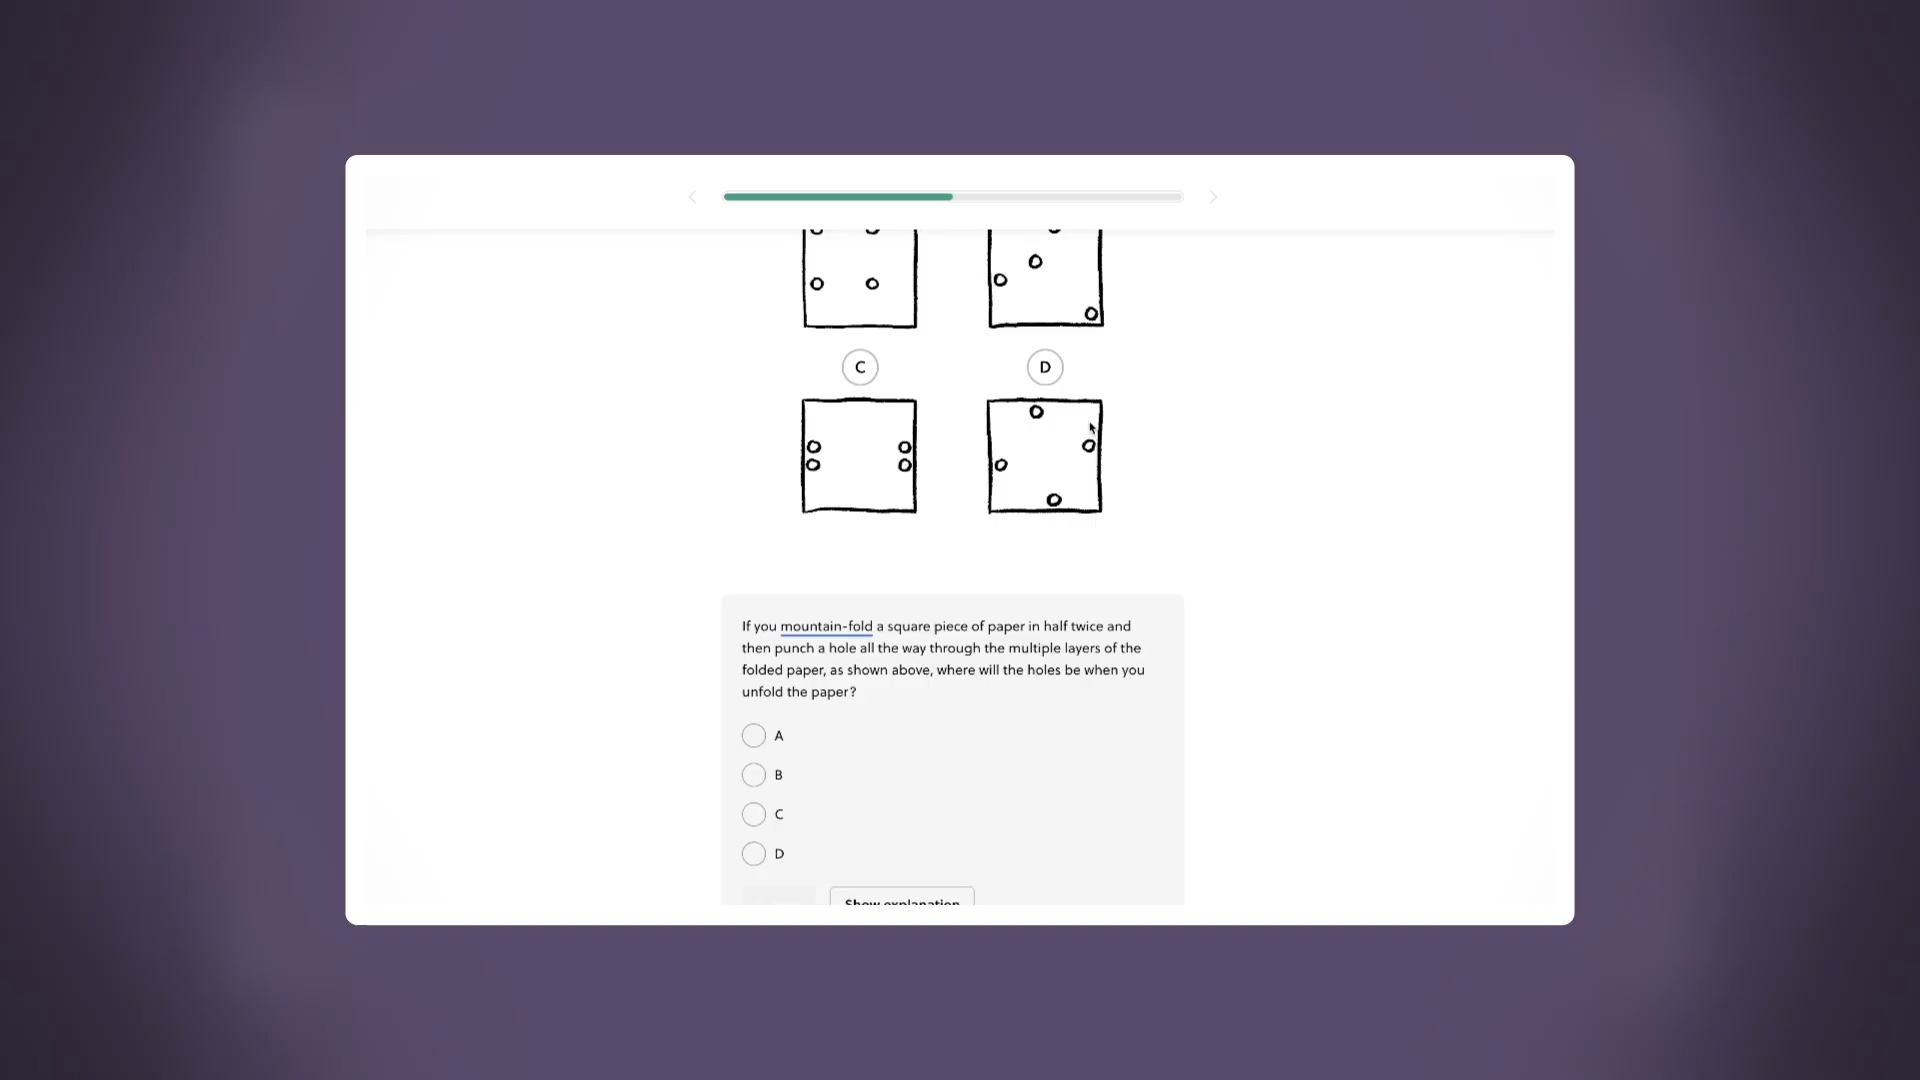 C
D
If you mountain-fold a square piece of paper in half twice and
then punch a hole all the way through the multiple layers of the
folded paper, as shown above, where will the holes be when you
unfold the paper?
A
B
C
D
Show explanation